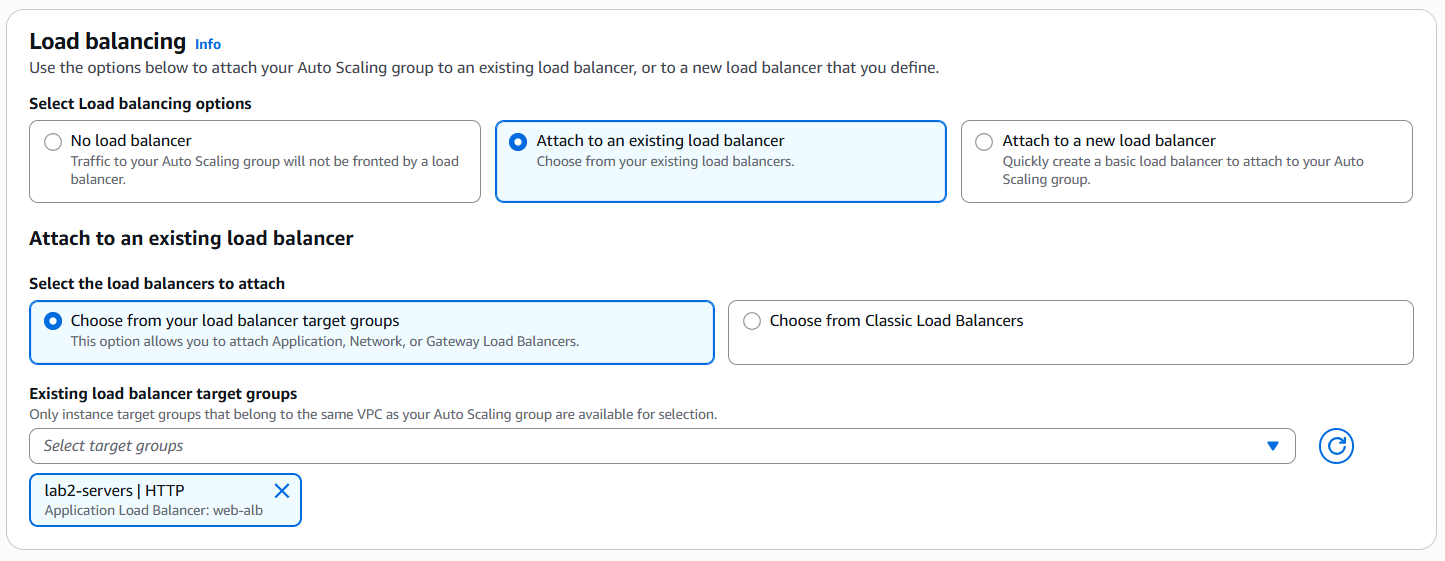 Load balancing Info
Use the options below to attach your Auto Scaling group to an existing load balancer, or to a new load balancer that you define.
Select Load balancing options
No load balancer
Traffic to your Auto Scaling group will not be fronted by a load
balancer.
Attach to an existing load balancer
Choose from your existing load balancers.
Attach to a new load balancer
Quickly create a basic load balancer to attach to your Auto
Scaling group.
Attach to an existing load balancer
Select the load balancers to attach
Choose from your load balancer target groups
This option allows you to attach Application, Network, or Gateway Load Balancers.
Choose from Classic Load Balancers
Existing load balancer target groups
Only instance target groups that belong to the same VPC as your Auto Scaling group are available for selection.
Select target groups
lab2-servers | HTTP
Application Load Balancer: web-alb